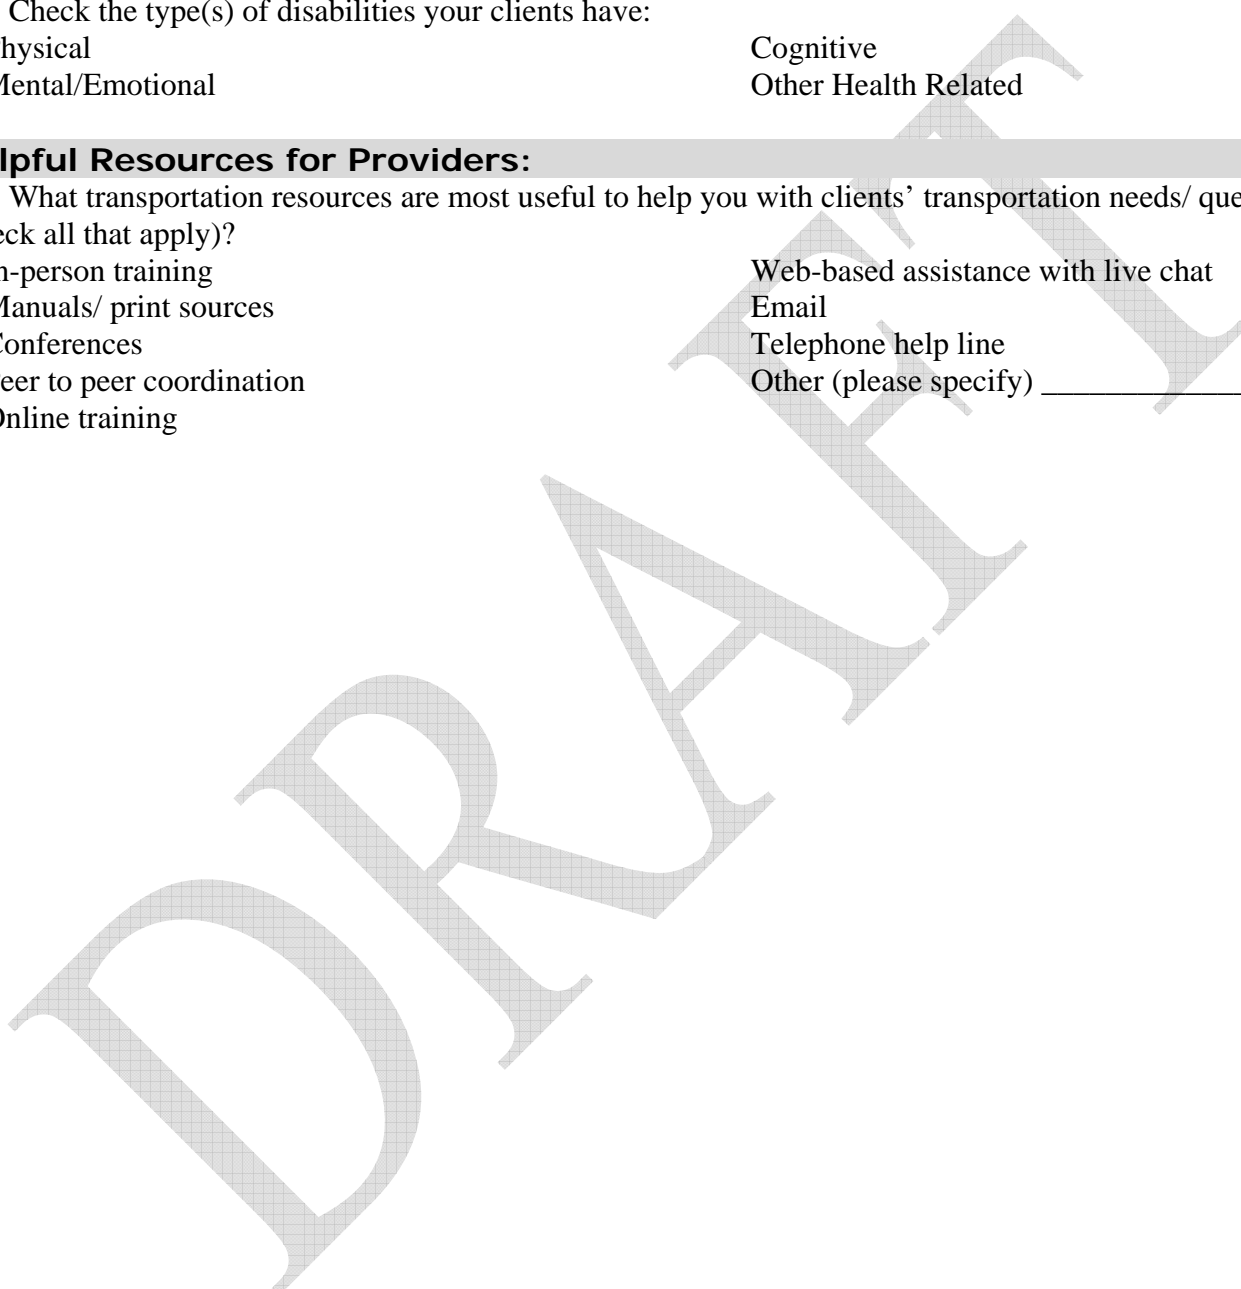 Check the type(s) of disabilities your clients have:
hysical Cognitive
Mental/Emotional Other Health Related
lpful Resources for Providers:
What transportation resources are most useful to help you with clients’ transportation needs/ que
eck all that apply)?
n-person training Web-based assistance with live chat
Manuals/ print sources Email
Conferences Telephone help line
eer to peer coordination Other (please specify) _____________
Online training
DRAFT